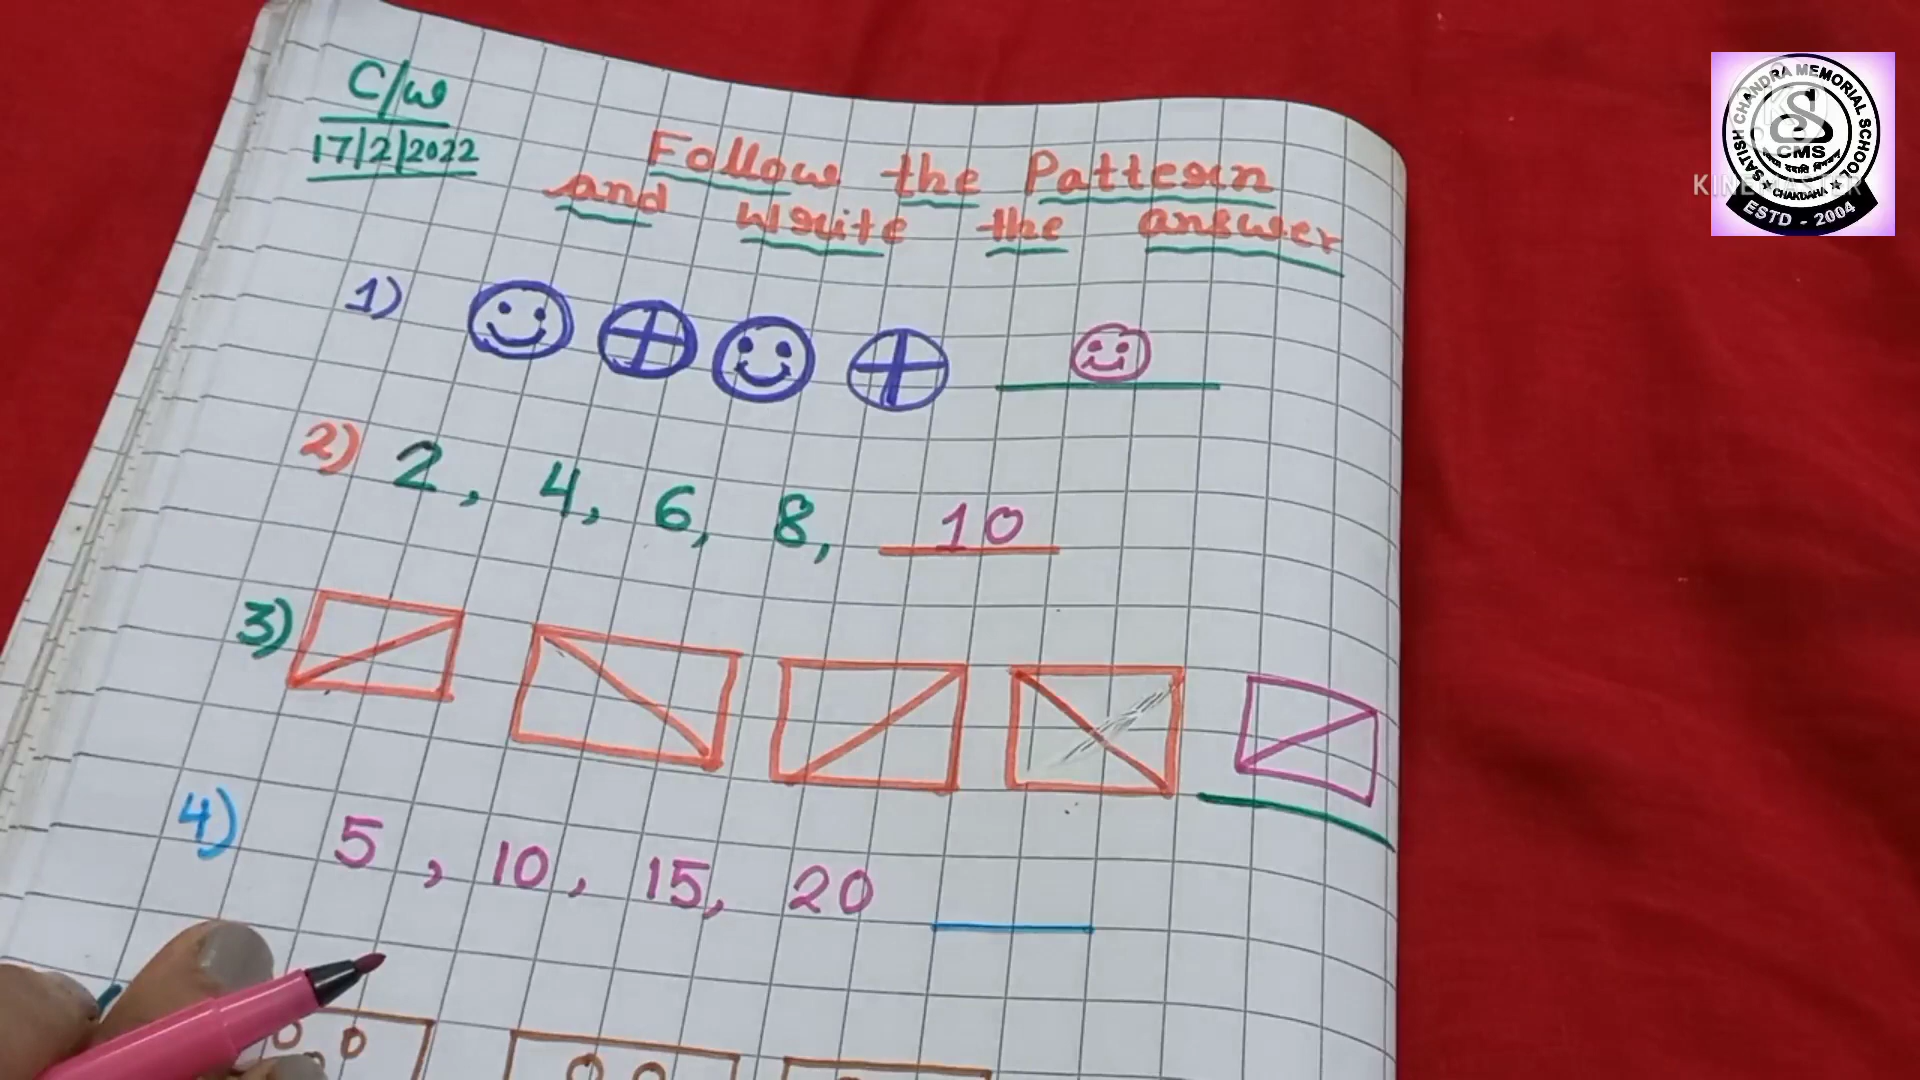 C/W
17/2/2022
Follow the Pattern
and write the answer
1)
2) 2, 4, 6, 8, 10
3)
4) 5, 10, 15, 20
SATISH CHANDRA MEMORIAL SCHOOL
CMS
CHAKDAHA
ESTD - 2004
KINEMASTER